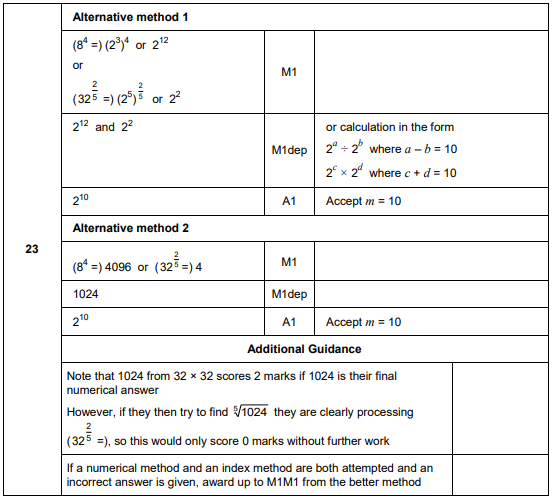 Alternative method 1
(8⁴ =) (2³)⁴ or 2¹²
or
(32^(2/5) =) (2⁵)^(2/5) or 2²
M1
2¹² and 2²
M1dep
or calculation in the form
2ᵃ ÷ 2ᵇ where a – b = 10
2ᶜ × 2ᵈ where c + d = 10
2¹⁰
A1
Accept m = 10
23
Alternative method 2
(8⁴ =) 4096 or (32^(2/5) =) 4
M1
1024
M1dep
2¹⁰
A1
Accept m = 10
Additional Guidance
Note that 1024 from 32 × 32 scores 2 marks if 1024 is their final
numerical answer
However, if they then try to find ⁵√1024 they are clearly processing
(32^(2/5) =), so this would only score 0 marks without further work
If a numerical method and an index method are both attempted and an
incorrect answer is given, award up to M1M1 from the better method